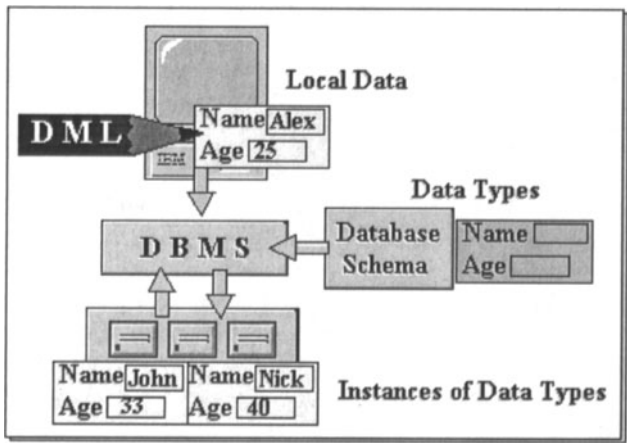 Local Data
DML
Name Alex
Age 25
IBM
Data Types
DBMS
Database
Schema
Name
Age
Name John
Age 33
Name Nick
Age 40
Instances of Data Types